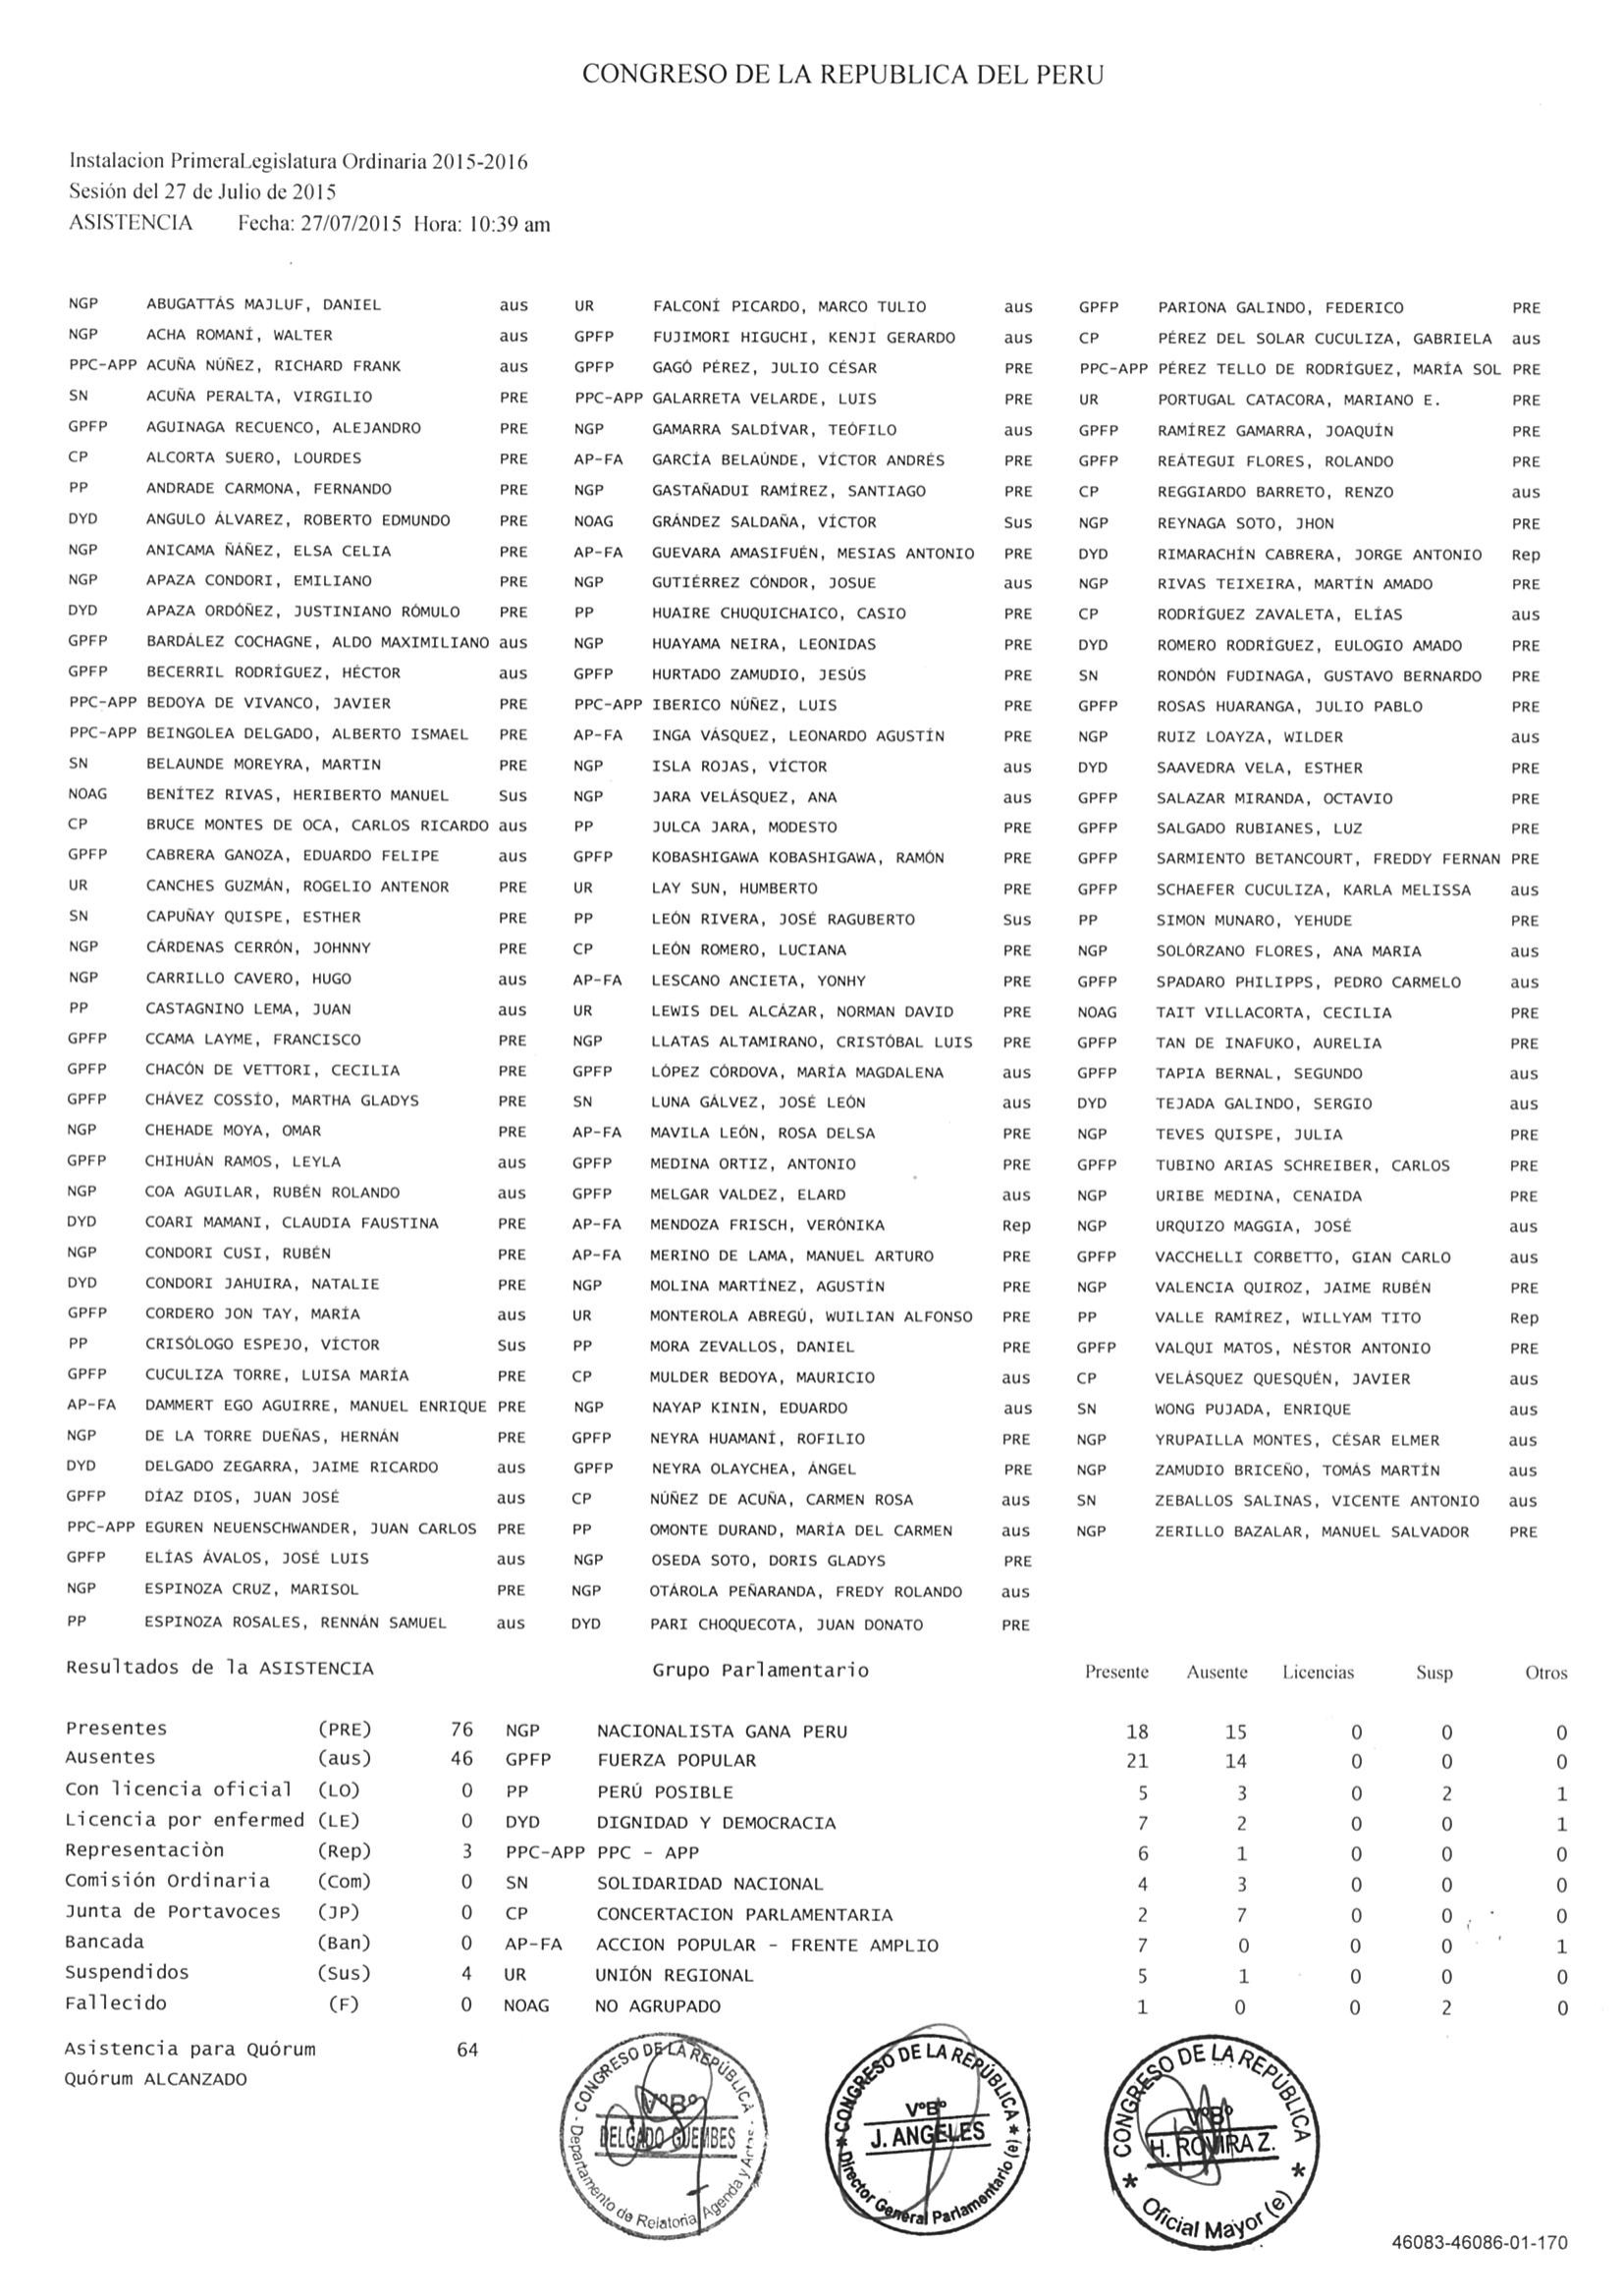 CONGRESO DE LA REPUBLICA DEL PERU
Instalacion PrimeraLegislatura Ordinaria 2015-2016
Sesión del 27 de Julio de 2015
ASISTENCIA Fecha: 27/07/2015 Hora: 10:39 am
NGP ABUGATTÁS MAJLUF, DANIEL aus UR FALCONÍ PICARDO, MARCO TULIO aus GPFP PARIONA GALINDO, FEDERICO PRE
NGP ACHA ROMANÍ, WALTER aus GPFP FUJIMORI HIGUCHI, KENJI GERARDO aus CP PÉREZ DEL SOLAR CUCULIZA, GABRIELA aus
PPC-APP ACUÑA NÚÑEZ, RICHARD FRANK aus GPFP GAGÓ PÉREZ, JULIO CÉSAR PRE PPC-APP PÉREZ TELLO DE RODRÍGUEZ, MARÍA SOL PRE
SN ACUÑA PERALTA, VIRGILIO PRE PPC-APP GALARRETA VELARDE, LUIS PRE UR PORTUGAL CATACORA, MARIANO E. PRE
GPFP AGUINAGA RECUENCO, ALEJANDRO PRE NGP GAMARRA SALDÍVAR, TEÓFILO aus GPFP RAMÍREZ GAMARRA, JOAQUÍN PRE
CP ALCORTA SUERO, LOURDES PRE AP-FA GARCÍA BELAÚNDE, VÍCTOR ANDRÉS PRE GPFP REÁTEGUI FLORES, ROLANDO PRE
PP ANDRADE CARMONA, FERNANDO PRE NGP GASTAÑADUI RAMÍREZ, SANTIAGO PRE CP REGGIARDO BARRETO, RENZO aus
DYD ANGULO ÁLVAREZ, ROBERTO EDMUNDO PRE NOAG GRÁNDEZ SALDAÑA, VÍCTOR Sus NGP REYNAGA SOTO, JHON PRE
NGP ANICAMA ÑÁÑEZ, ELSA CELIA PRE AP-FA GUEVARA AMASIFUÉN, MESIAS ANTONIO PRE DYD RIMARACHÍN CABRERA, JORGE ANTONIO Rep
NGP APAZA CONDORI, EMILIANO PRE NGP GUTIÉRREZ CÓNDOR, JOSUE aus NGP RIVAS TEIXEIRA, MARTÍN AMADO PRE
DYD APAZA ORDÓÑEZ, JUSTINIANO RÓMULO PRE PP HUAIRE CHUQUICHAICO, CASIO PRE CP RODRÍGUEZ ZAVALETA, ELÍAS aus
GPFP BARDÁLEZ COCHAGNE, ALDO MAXIMILIANO aus NGP HUAYAMA NEIRA, LEONIDAS PRE DYD ROMERO RODRÍGUEZ, EULOGIO AMADO PRE
GPFP BECERRIL RODRÍGUEZ, HÉCTOR aus GPFP HURTADO ZAMUDIO, JESÚS PRE SN RONDÓN FUDINAGA, GUSTAVO BERNARDO PRE
PPC-APP BEDOYA DE VIVANCO, JAVIER PRE PPC-APP IBERICO NÚÑEZ, LUIS PRE GPFP ROSAS HUARANGA, JULIO PABLO PRE
PPC-APP BEINGOLEA DELGADO, ALBERTO ISMAEL PRE AP-FA INGA VÁSQUEZ, LEONARDO AGUSTÍN PRE NGP RUIZ LOAYZA, WILDER aus
SN BELAUNDE MOREYRA, MARTIN PRE NGP ISLA ROJAS, VÍCTOR aus DYD SAAVEDRA VELA, ESTHER PRE
NOAG BENÍTEZ RIVAS, HERIBERTO MANUEL Sus NGP JARA VELÁSQUEZ, ANA aus GPFP SALAZAR MIRANDA, OCTAVIO PRE
CP BRUCE MONTES DE OCA, CARLOS RICARDO aus PP JULCA JARA, MODESTO PRE GPFP SALGADO RUBIANES, LUZ PRE
GPFP CABRERA GANOZA, EDUARDO FELIPE aus GPFP KOBASHIGAWA KOBASHIGAWA, RAMÓN PRE GPFP SARMIENTO BETANCOURT, FREDDY FERNAN PRE
UR CANCHES GUZMÁN, ROGELIO ANTENOR PRE UR LAY SUN, HUMBERTO PRE GPFP SCHAEFER CUCULIZA, KARLA MELISSA aus
SN CAPUÑAY QUISPE, ESTHER PRE PP LEÓN RIVERA, JOSÉ RAGUBERTO Sus PP SIMON MUNARO, YEHUDE PRE
NGP CÁRDENAS CERRÓN, JOHNNY PRE CP LEÓN ROMERO, LUCIANA PRE NGP SOLÓRZANO FLORES, ANA MARIA aus
NGP CARRILLO CAVERO, HUGO aus AP-FA LESCANO ANCIETA, YONHY PRE GPFP SPADARO PHILIPPS, PEDRO CARMELO aus
PP CASTAGNINO LEMA, JUAN aus UR LEWIS DEL ALCÁZAR, NORMAN DAVID PRE NOAG TAIT VILLACORTA, CECILIA PRE
GPFP CCAMA LAYME, FRANCISCO PRE NGP LLATAS ALTAMIRANO, CRISTÓBAL LUIS PRE GPFP TAN DE INAFUKO, AURELIA PRE
GPFP CHACÓN DE VETTORI, CECILIA PRE GPFP LÓPEZ CÓRDOVA, MARÍA MAGDALENA aus GPFP TAPIA BERNAL, SEGUNDO aus
GPFP CHÁVEZ COSSÍO, MARTHA GLADYS PRE SN LUNA GÁLVEZ, JOSÉ LEÓN aus DYD TEJADA GALINDO, SERGIO aus
NGP CHEHADE MOYA, OMAR PRE AP-FA MAVILA LEÓN, ROSA DELSA PRE NGP TEVES QUISPE, JULIA PRE
GPFP CHIHUÁN RAMOS, LEYLA aus GPFP MEDINA ORTIZ, ANTONIO PRE GPFP TUBINO ARIAS SCHREIBER, CARLOS PRE
NGP COA AGUILAR, RUBÉN ROLANDO aus GPFP MELGAR VALDEZ, ELARD aus NGP URIBE MEDINA, CENAIDA PRE
DYD COARI MAMANI, CLAUDIA FAUSTINA PRE AP-FA MENDOZA FRISCH, VERÓNIKA Rep NGP URQUIZO MAGGIA, JOSÉ aus
NGP CONDORI CUSI, RUBÉN PRE AP-FA MERINO DE LAMA, MANUEL ARTURO PRE GPFP VACCHELLI CORBETTO, GIAN CARLO aus
DYD CONDORI JAHUIRA, NATALIE PRE NGP MOLINA MARTÍNEZ, AGUSTÍN PRE NGP VALENCIA QUIROZ, JAIME RUBÉN PRE
GPFP CORDERO JON TAY, MARÍA aus UR MONTEROLA ABREGÚ, WUILIAN ALFONSO PRE PP VALLE RAMÍREZ, WILLYAM TITO Rep
PP CRISÓLOGO ESPEJO, VÍCTOR Sus PP MORA ZEVALLOS, DANIEL PRE GPFP VALQUI MATOS, NÉSTOR ANTONIO PRE
GPFP CUCULIZA TORRE, LUISA MARÍA PRE CP MULDER BEDOYA, MAURICIO aus CP VELÁSQUEZ QUESQUÉN, JAVIER aus
AP-FA DAMMERT EGO AGUIRRE, MANUEL ENRIQUE PRE NGP NAYAP KININ, EDUARDO aus SN WONG PUJADA, ENRIQUE aus
NGP DE LA TORRE DUEÑAS, HERNÁN PRE GPFP NEYRA HUAMANÍ, ROFILIO PRE NGP YRUPAILLA MONTES, CÉSAR ELMER aus
DYD DELGADO ZEGARRA, JAIME RICARDO aus GPFP NEYRA OLAYCHEA, ÁNGEL PRE NGP ZAMUDIO BRICEÑO, TOMÁS MARTÍN aus
GPFP DÍAZ DIOS, JUAN JOSÉ aus CP NÚÑEZ DE ACUÑA, CARMEN ROSA aus SN ZEBALLOS SALINAS, VICENTE ANTONIO aus
PPC-APP EGUREN NEUENSCHWANDER, JUAN CARLOS PRE PP OMONTE DURAND, MARÍA DEL CARMEN aus NGP ZERILLO BAZALAR, MANUEL SALVADOR PRE
GPFP ELÍAS ÁVALOS, JOSÉ LUIS aus NGP OSEDA SOTO, DORIS GLADYS PRE
NGP ESPINOZA CRUZ, MARISOL PRE NGP OTÁROLA PEÑARANDA, FREDY ROLANDO aus
PP ESPINOZA ROSALES, RENNÁN SAMUEL aus DYD PARI CHOQUECOTA, JUAN DONATO PRE
Resultados de la ASISTENCIA Grupo Parlamentario Presente Ausente Licencias Susp Otros
Presentes (PRE) 76 NGP NACIONALISTA GANA PERU 18 15 0 0 0
Ausentes (aus) 46 GPFP FUERZA POPULAR 21 14 0 0 0
Con licencia oficial (LO) 0 PP PERÚ POSIBLE 5 3 0 2 1
Licencia por enfermed (LE) 0 DYD DIGNIDAD Y DEMOCRACIA 7 2 0 0 1
Representaciòn (Rep) 3 PPC-APP PPC - APP 6 1 0 0 0
Comisión Ordinaria (Com) 0 SN SOLIDARIDAD NACIONAL 4 3 0 0 0
Junta de Portavoces (JP) 0 CP CONCERTACION PARLAMENTARIA 2 7 0 0 0
Bancada (Ban) 0 AP-FA ACCION POPULAR - FRENTE AMPLIO 7 0 0 0 1
Suspendidos (Sus) 4 UR UNIÓN REGIONAL 5 1 0 0 0
Fallecido (F) 0 NOAG NO AGRUPADO 1 0 0 2 0
Asistencia para Quórum 64
Quórum ALCANZADO
CONGRESO DE LA REPÚBLICA
VºBº
DELGADO GUEMBES
Departamento de Relatoria, Agenda y Actas
CONGRESO DE LA REPÚBLICA
VºBº
J. ANGELES
Director General Parlamentario (e)
CONGRESO DE LA REPÚBLICA
VºBº
H. ROVIRA Z.
Oficial Mayor (e)
46083-46086-01-170